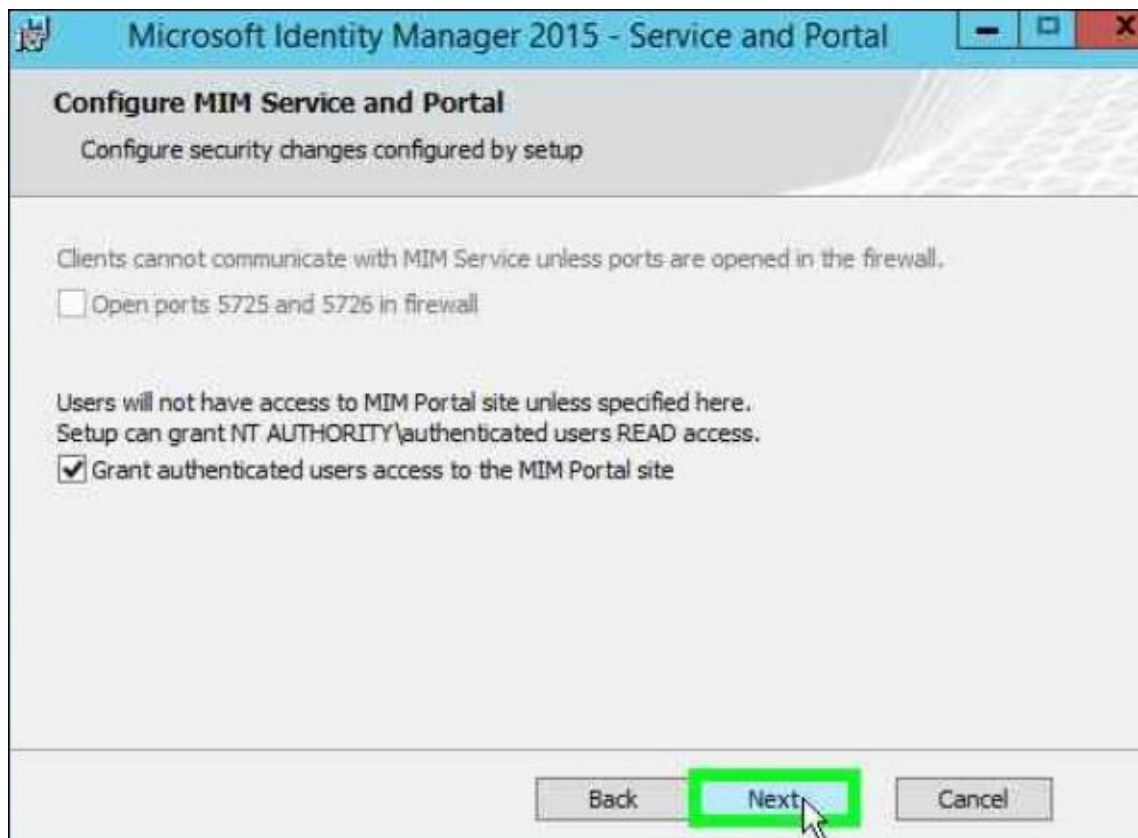 Microsoft Identity Manager 2015 - Service and Portal
Configure MIM Service and Portal
Configure security changes configured by setup
Clients cannot communicate with MIM Service unless ports are opened in the firewall.
Open ports 5725 and 5726 in firewall
Users will not have access to MIM Portal site unless specified here.
Setup can grant NT AUTHORITY\authenticated users READ access.
Grant authenticated users access to the MIM Portal site
Back Next Cancel